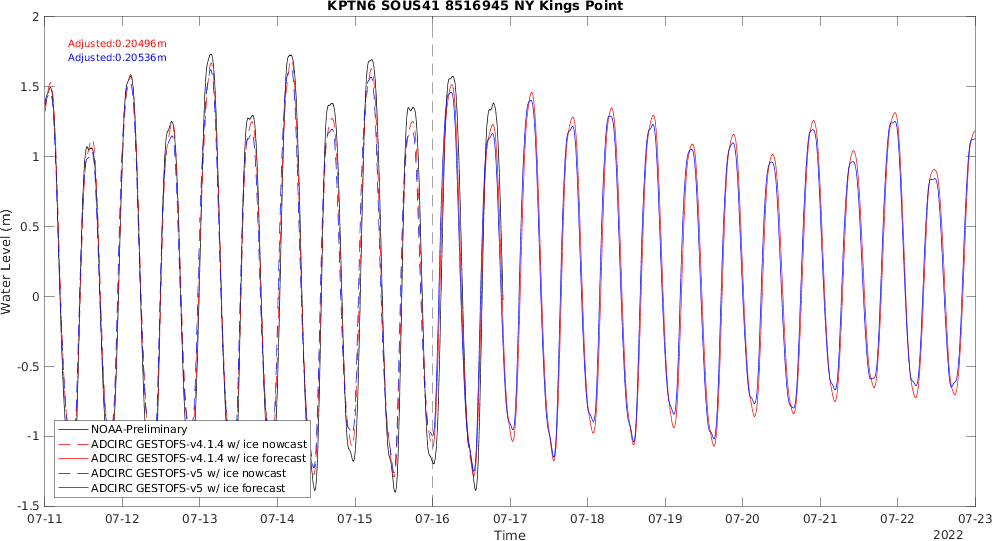 KPTN6 SOUS41 8516945 NY Kings Point
Adjusted:0.20496m
Adjusted:0.20536m
Water Level (m)
2
1.5
1
0.5
0
-0.5
-1
-1.5
NOAA-Preliminary
ADCIRC GESTOFS-v4.1.4 w/ ice nowcast
ADCIRC GESTOFS-v4.1.4 w/ ice forecast
ADCIRC GESTOFS-v5 w/ ice nowcast
ADCIRC GESTOFS-v5 w/ ice forecast
07-11 07-12 07-13 07-14 07-15 07-16 07-17 07-18 07-19 07-20 07-21 07-22 07-23
Time
2022